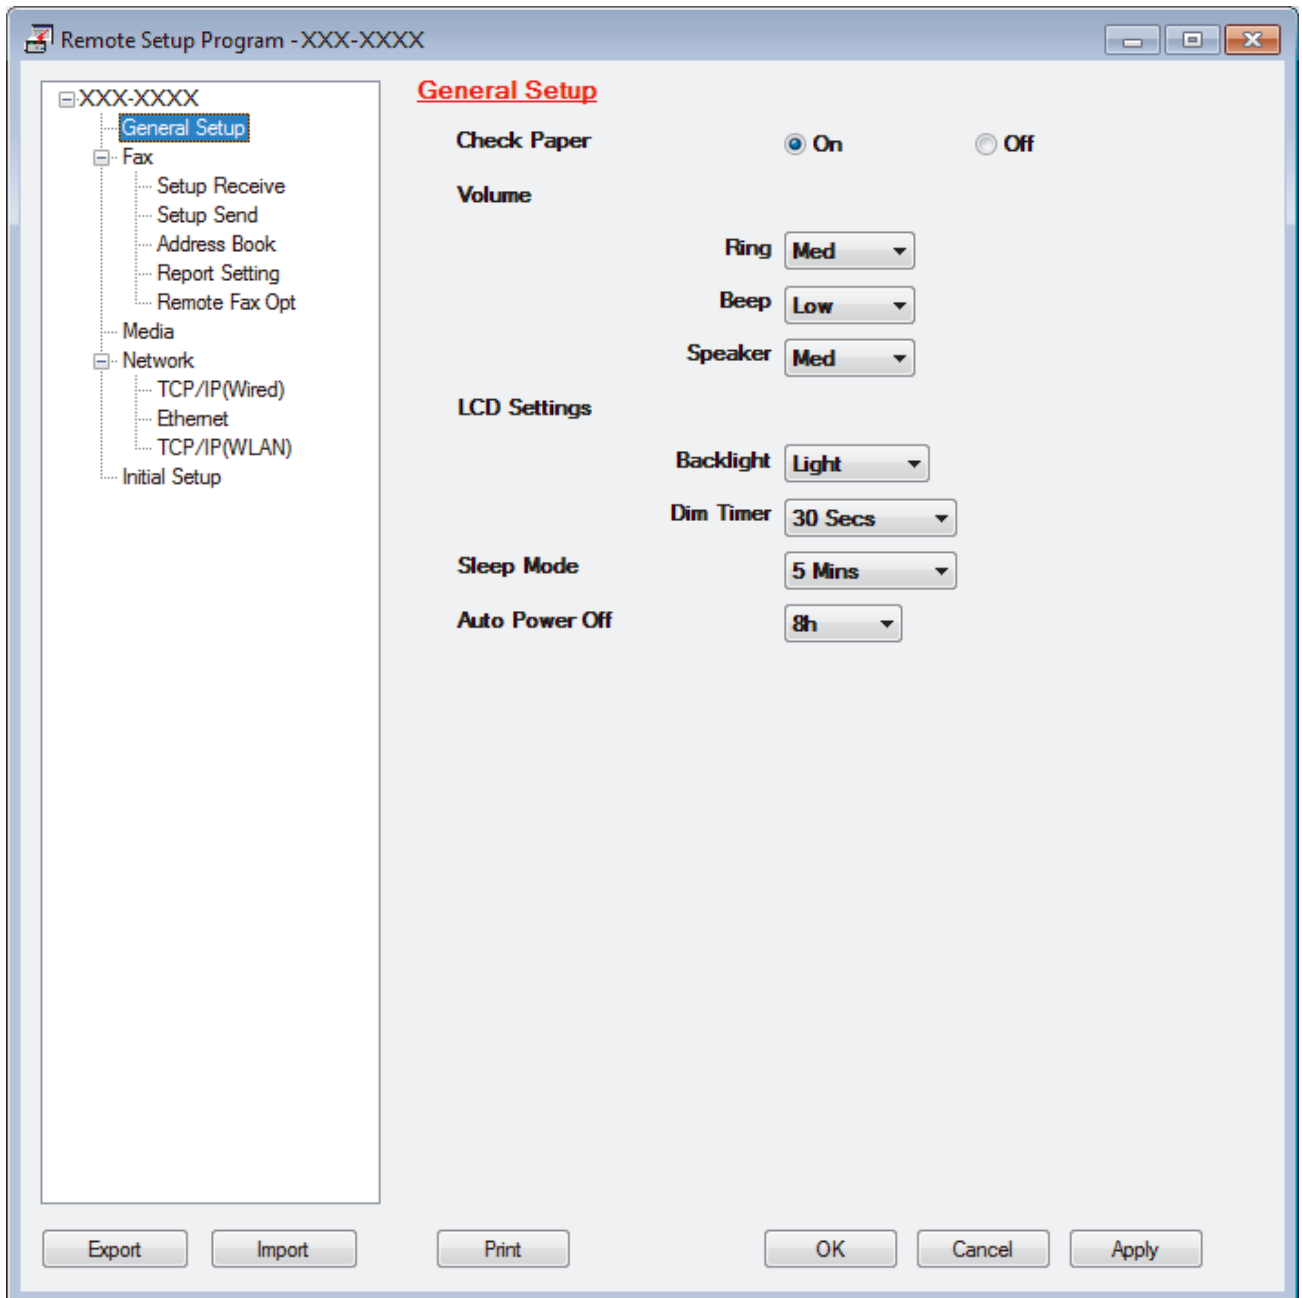 Remote Setup Program - XXX-XXXX
XXX-XXXX
General Setup
Fax
Setup Receive
Setup Send
Address Book
Report Setting
Remote Fax Opt
Media
Network
TCP/IP(Wired)
Ethernet
TCP/IP(WLAN)
Initial Setup
General Setup
Check Paper On Off
Volume
Ring Med
Beep Low
Speaker Med
LCD Settings
Backlight Light
Dim Timer 30 Secs
Sleep Mode 5 Mins
Auto Power Off 8h
Export Import Print OK Cancel Apply